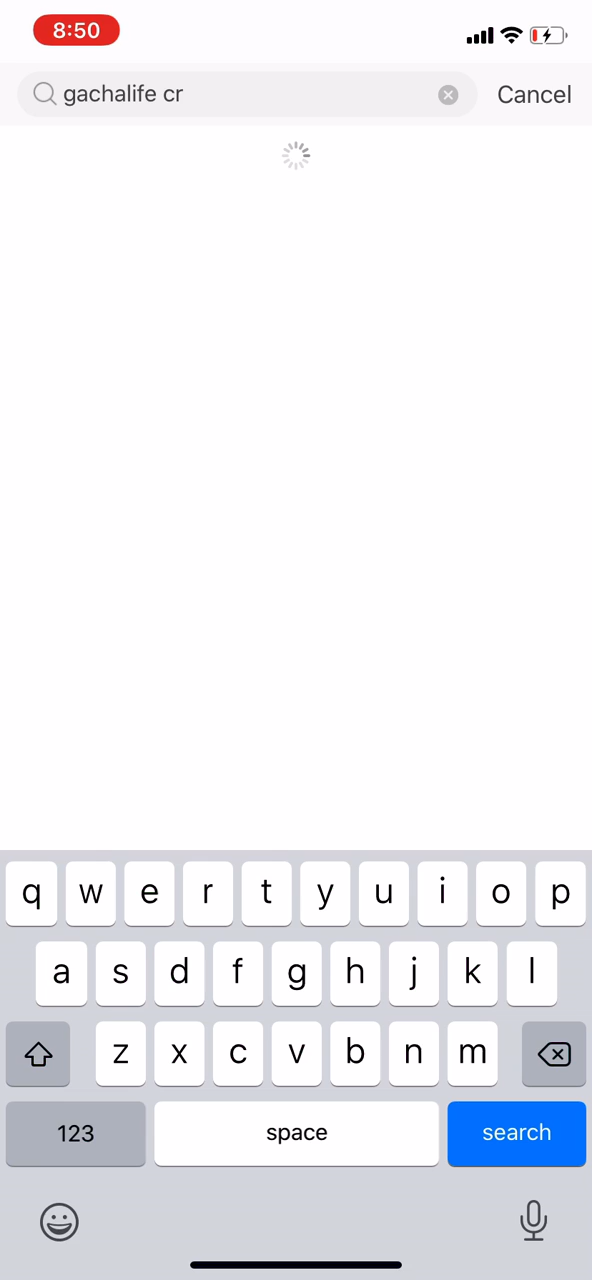 8:50
gachalife cr
Cancel
q w e r t y u i o p
a s d f g h j k l
z x c v b n m
123 space search